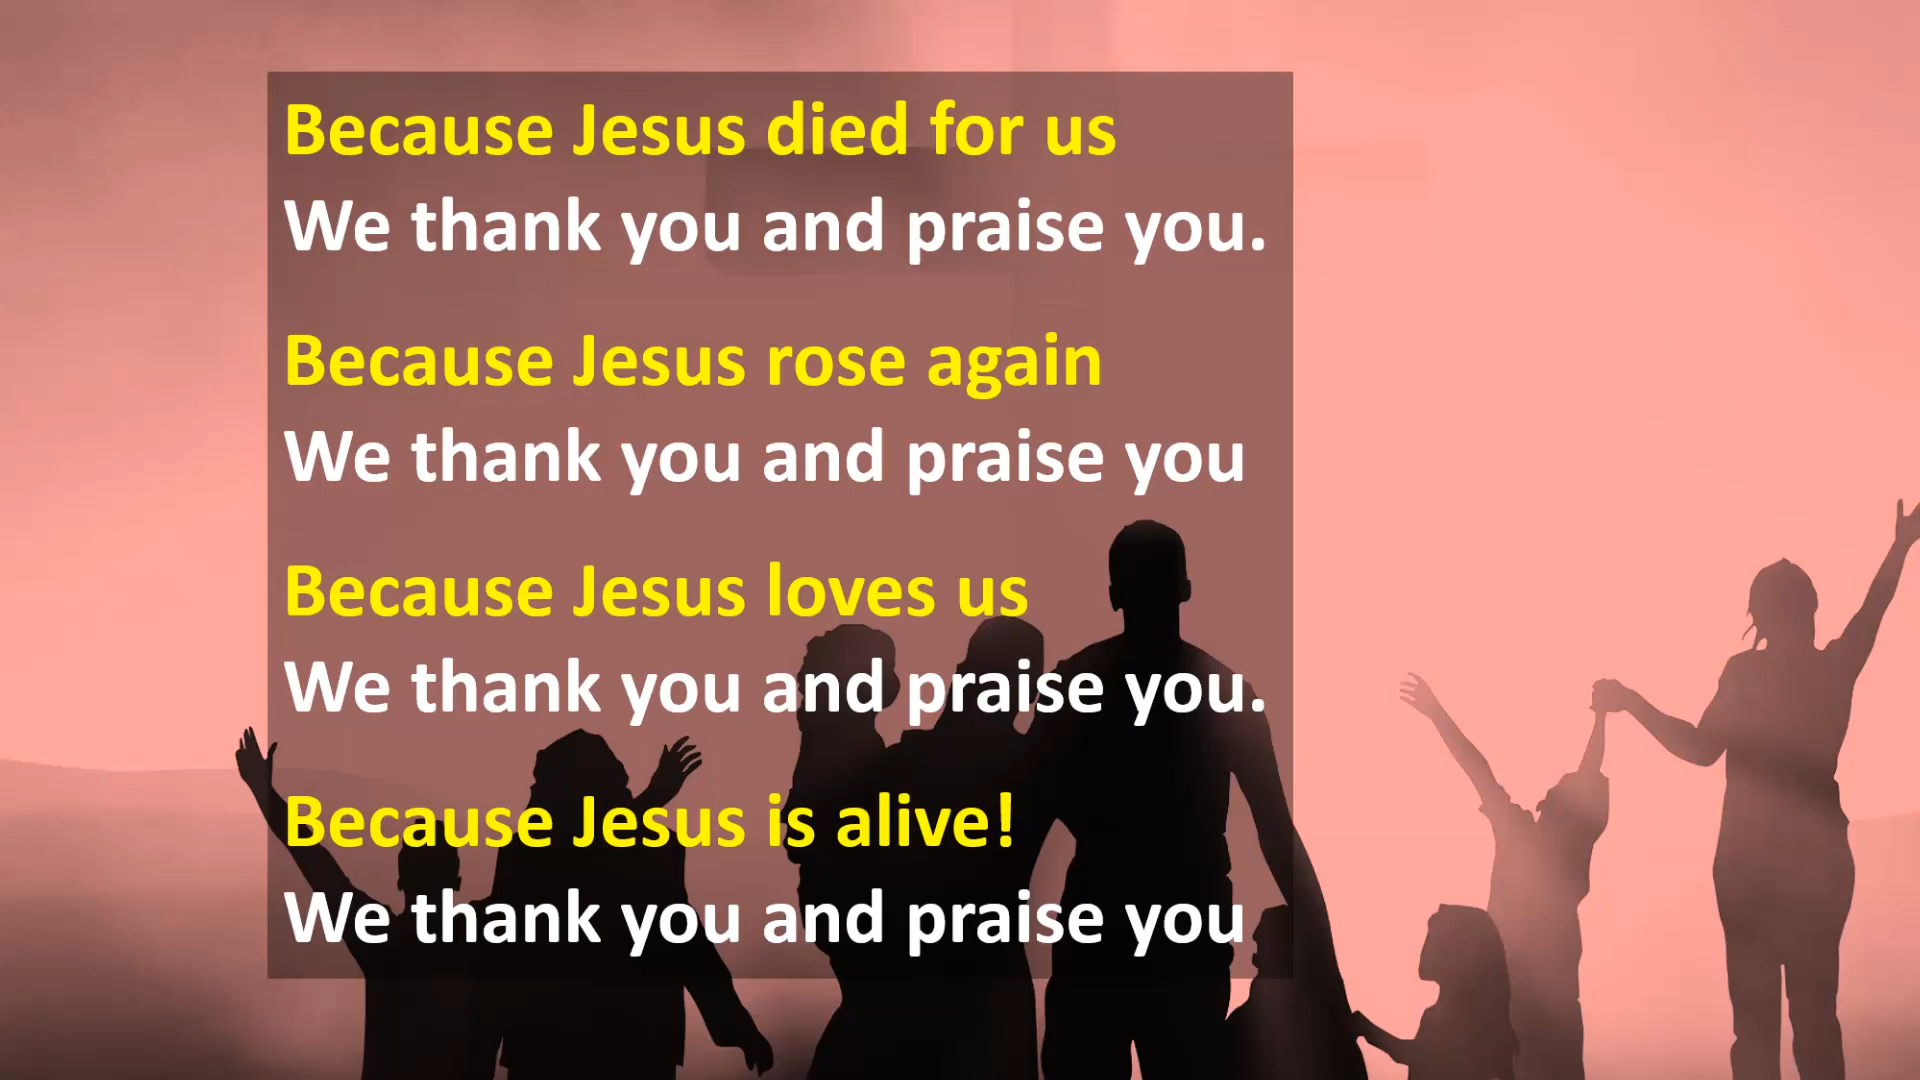 Because Jesus died for us
We thank you and praise you.
Because Jesus rose again
We thank you and praise you
Because Jesus loves us
We thank you and praise you.
Because Jesus is alive!
We thank you and praise you